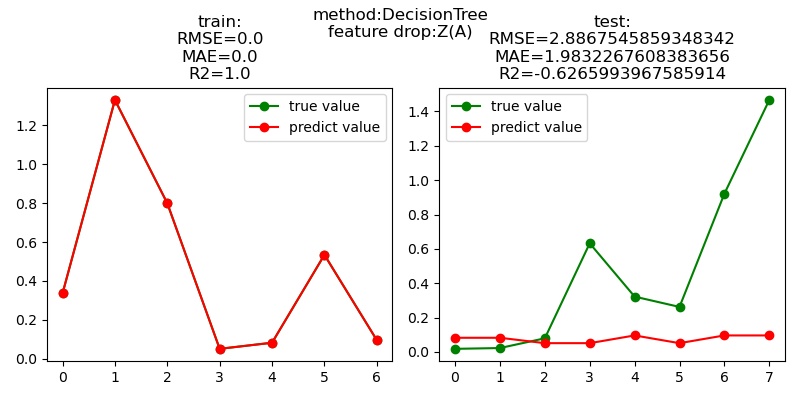 method:DecisionTree
feature drop:Z(A)
train:
RMSE=0.0
MAE=0.0
R2=1.0
true value
predict value
0.0
0.2
0.4
0.6
0.8
1.0
1.2
0 1 2 3 4 5 6
test:
RMSE=2.8867545859348342
MAE=1.9832267608383656
R2=-0.6265993967585914
true value
predict value
0.0
0.2
0.4
0.6
0.8
1.0
1.2
1.4
0 1 2 3 4 5 6 7